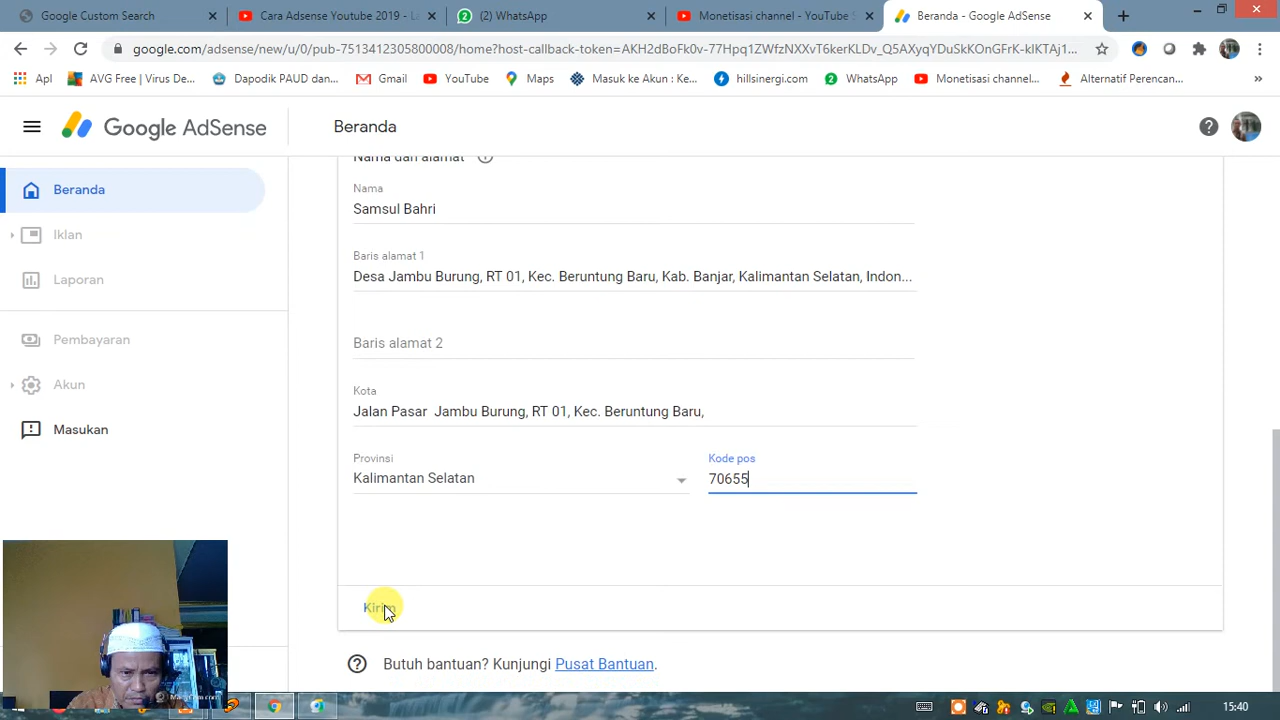 Google Custom Search
Cara Adsense Youtube 2019 - La
(2) WhatsApp
Monetisasi channel - YouTube S
Beranda - Google AdSense
google.com/adsense/new/u/0/pub-7513412305800008/home?host-callback-token=
Apl
AVG Free | Virus De...
Dapodik PAUD dan...
Gmail
YouTube
Maps
Masuk ke Akun : Ke...
hillsinergi.com
WhatsApp
Monetisasi channel...
Alternatif Perencan...
Google AdSense
Beranda
Beranda
Iklan
Laporan
Pembayaran
Akun
Masukan
Nama dan alamat
Nama
Samsul Bahri
Baris alamat 1
Desa Jambu Burung, RT 01, Kec. Beruntung Baru, Kab. Banjar, Kalimantan Selatan, Indon...
Baris alamat 2
Kota
Jalan Pasar Jambu Burung, RT 01, Kec. Beruntung Baru,
Provinsi
Kalimantan Selatan
Kode pos
70655
Kirim
Butuh bantuan? Kunjungi Pusat Bantuan.
15:40